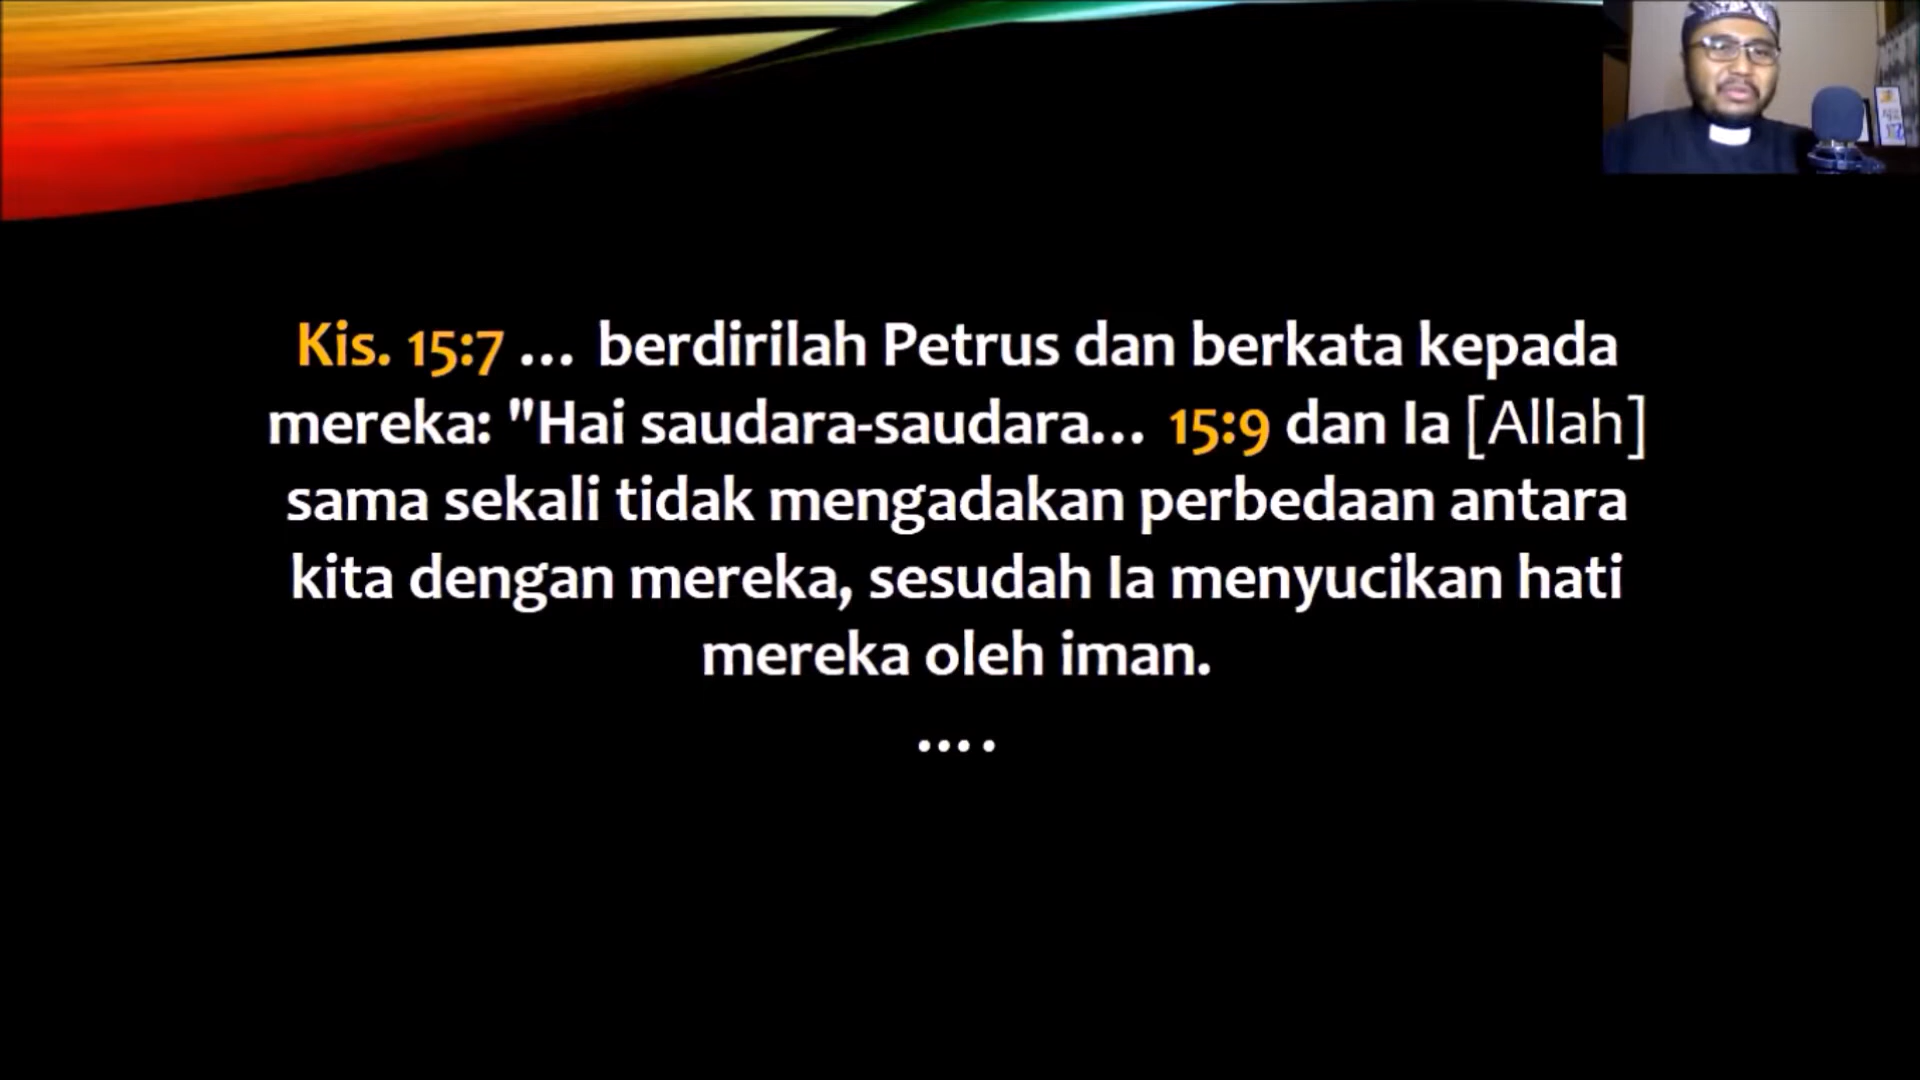 Kis. 15:7 ... berdirilah Petrus dan berkata kepada
mereka: "Hai saudara-saudara... 15:9 dan Ia [Allah]
sama sekali tidak mengadakan perbedaan antara
kita dengan mereka, sesudah Ia menyucikan hati
mereka oleh iman.
....